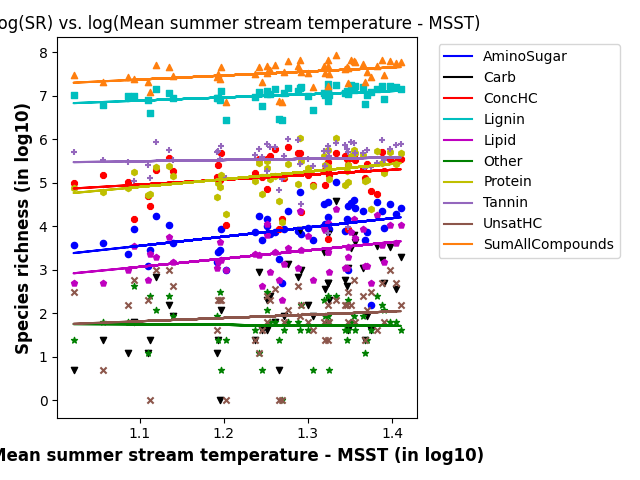 og(SR) vs. log(Mean summer stream temperature - MSST)
Species richness (in log10)
8
7
6
5
4
3
2
1
0
1.1 1.2 1.3 1.4
Mean summer stream temperature - MSST (in log10)
AminoSugar
Carb
ConcHC
Lignin
Lipid
Other
Protein
Tannin
UnsatHC
SumAllCompounds